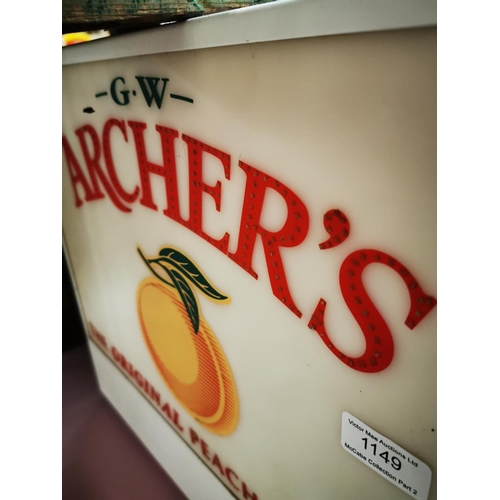 -G·W-
ARCHER'S
THE ORIGINAL PEACH
Victor Mee Auctions Ltd
1149
McCabe Collection Part 2